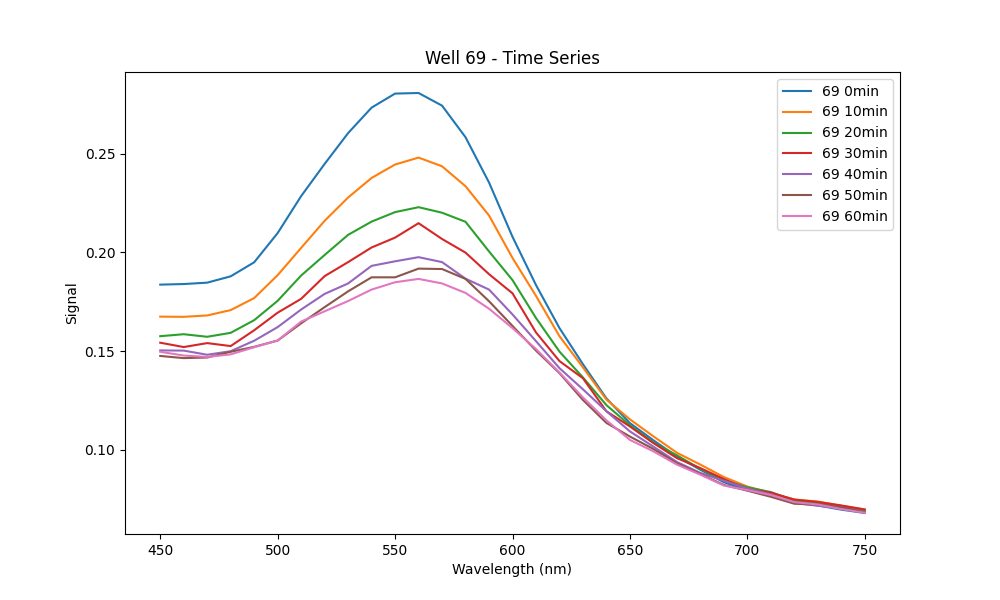 Well 69 - Time Series
69 0min
69 10min
69 20min
69 30min
69 40min
69 50min
69 60min
Signal
0.25
0.20
0.15
0.10
450 500 550 600 650 700 750
Wavelength (nm)